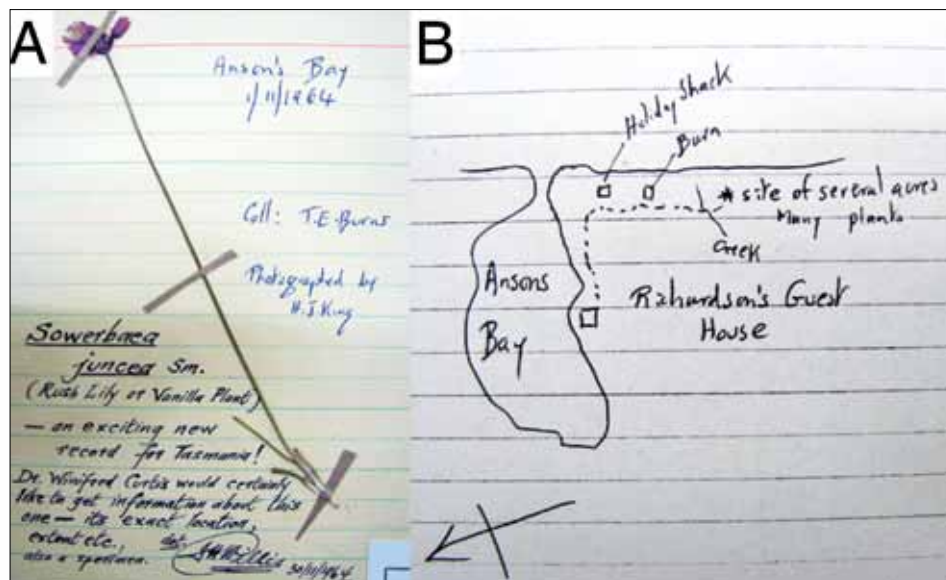 A
Anson's Bay
1/11/1964
Coll: T.E. Burns
Photographed by
H.J. King
Sowerbaea
juncea Sm.
(Rush Lily or Vanilla Plant)
— an exciting new
record for Tasmania!
Dr. Winifred Curtis would certainly
like to get information about this
one — its exact location,
extent etc.,
also a specimen.
det. JHWillis
30/11/1964
B
Holiday Shack
Burn
* site of several acres
Many plants
Creek
Ansons
Bay
Richardson's Guest
House